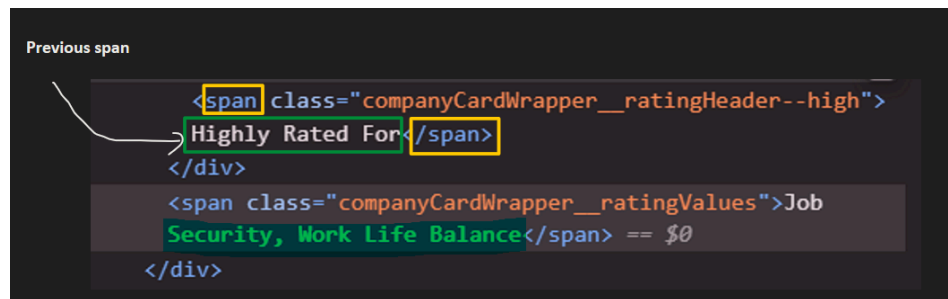 Previous span
<span class="companyCardWrapper__ratingHeader--high">
Highly Rated For</span>
</div>
<span class="companyCardWrapper__ratingValues">Job
Security, Work Life Balance</span> == $0
</div>